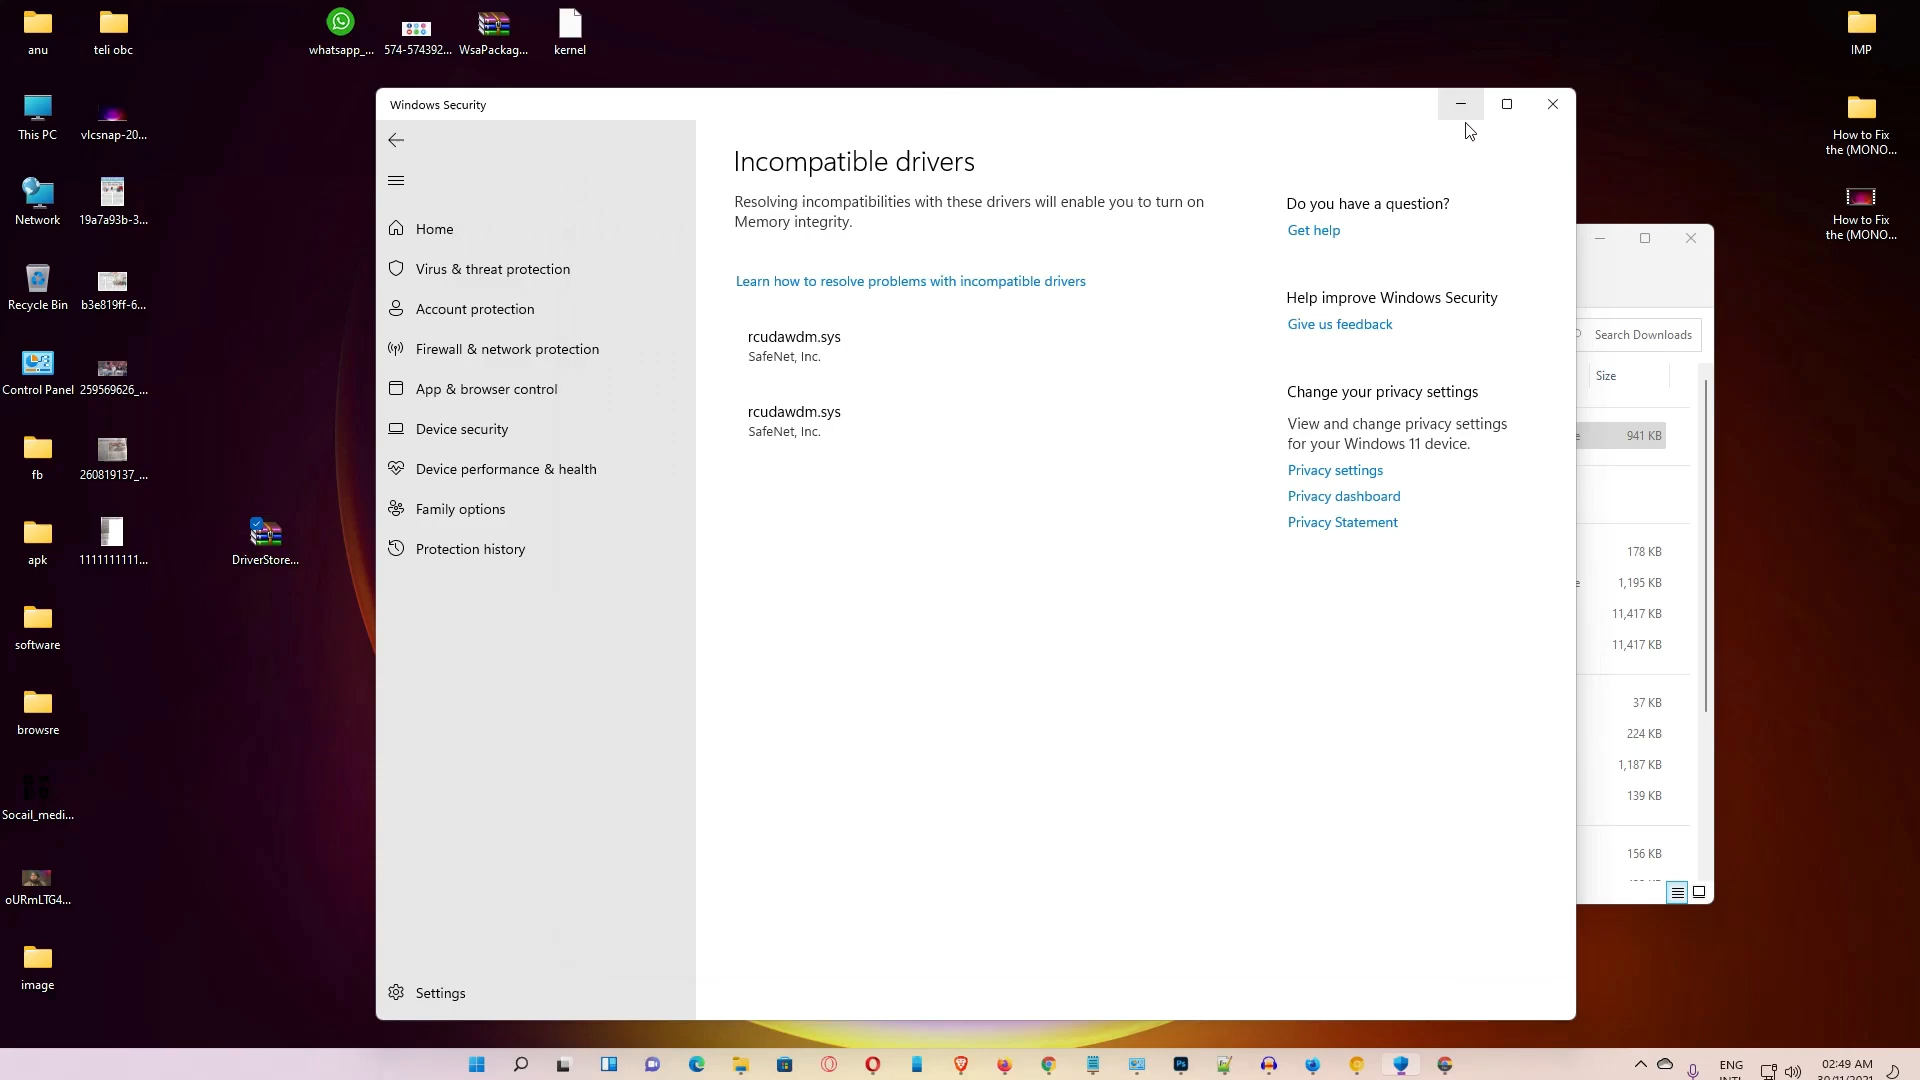 anu
teli obc
whatsapp_...
574-574392...
WsaPackag...
kernel
IMP
This PC
vlcsnap-20...
How to Fix
the (MONO...
Network
19a7a93b-3...
How to Fix
the (MONO...
Recycle Bin
b3e819ff-6...
Control Panel
259569626_...
fb
260819137_...
apk
1111111111...
DriverStore...
software
browsre
Socail_medi...
oURmLTG4...
image
Windows Security
Home
Virus & threat protection
Account protection
Firewall & network protection
App & browser control
Device security
Device performance & health
Family options
Protection history
Settings
Incompatible drivers
Resolving incompatibilities with these drivers will enable you to turn on
Memory integrity.
Learn how to resolve problems with incompatible drivers
rcudawdm.sys
SafeNet, Inc.
rcudawdm.sys
SafeNet, Inc.
Do you have a question?
Get help
Help improve Windows Security
Give us feedback
Change your privacy settings
View and change privacy settings
for your Windows 11 device.
Privacy settings
Privacy dashboard
Privacy Statement
Search Downloads
Size
e 941 KB
178 KB
e 1,195 KB
11,417 KB
11,417 KB
37 KB
224 KB
1,187 KB
139 KB
156 KB
ENG
02:49 AM
30/11/2021